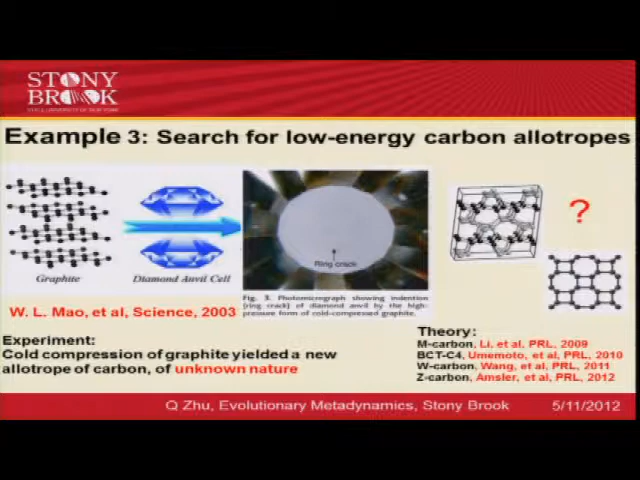 STONY
BROOK
STATE UNIVERSITY OF NEW YORK
Example 3: Search for low-energy carbon allotropes
Graphite
Diamond Anvil Cell
Ring crack
Fig. 3. Photomicrograph showing indention
(ring crack) of diamond anvil by the high-
pressure form of cold-compressed graphite.
?
W. L. Mao, et al, Science, 2003
Experiment:
Cold compression of graphite yielded a new
allotrope of carbon, of unknown nature
Theory:
M-carbon, Li. et al, PRL, 2009
BCT-C4, Umemoto, et al, PRL, 2010
W-carbon, Wang, et al, PRL, 2011
Z-carbon, Amsler, et al, PRL, 2012
Q Zhu, Evolutionary Metadynamics, Stony Brook
5/11/2012